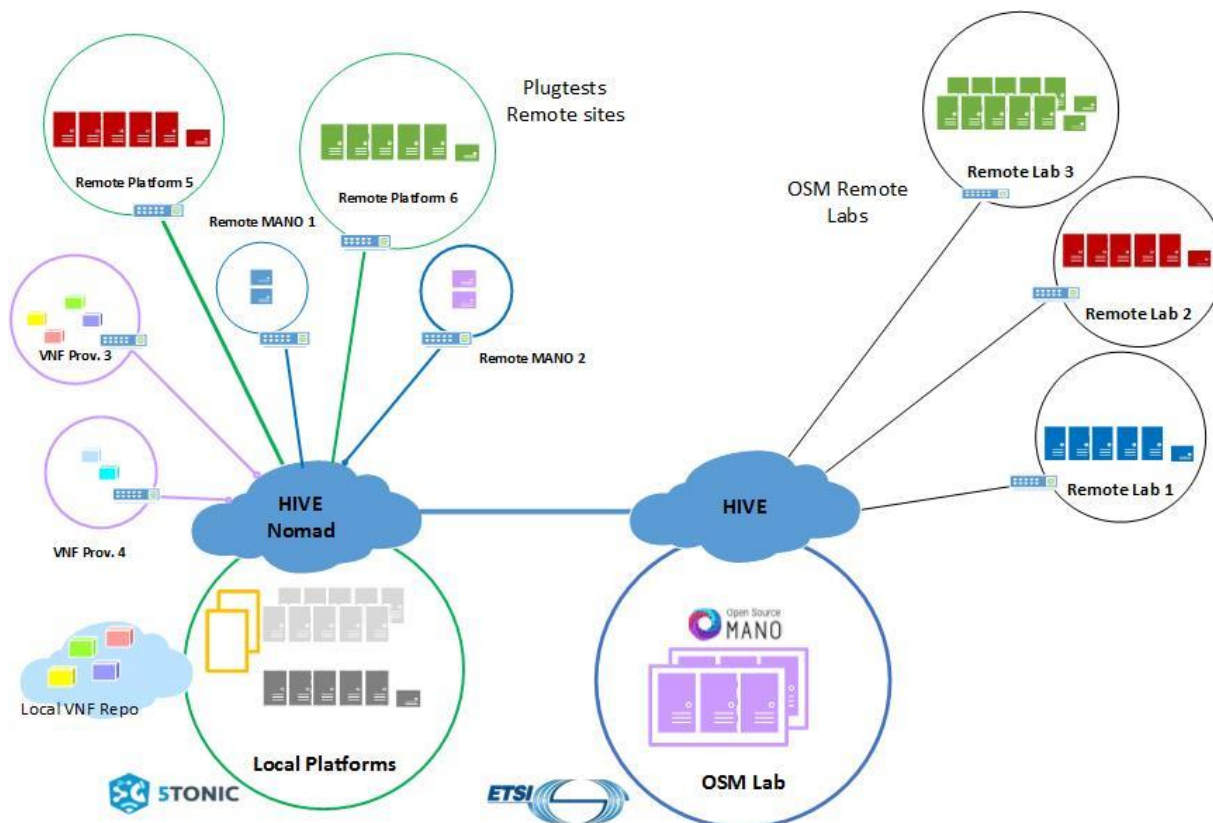 Plugtests
Remote sites
Remote Platform 5
Remote Platform 6
Remote MANO 1
Remote MANO 2
VNF Prov. 3
VNF Prov. 4
OSM Remote
Labs
Remote Lab 3
Remote Lab 2
Remote Lab 1
HIVE
Nomad
HIVE
Open Source
MANO
Local VNF Repo
Local Platforms
OSM Lab
5TONIC
ETSI